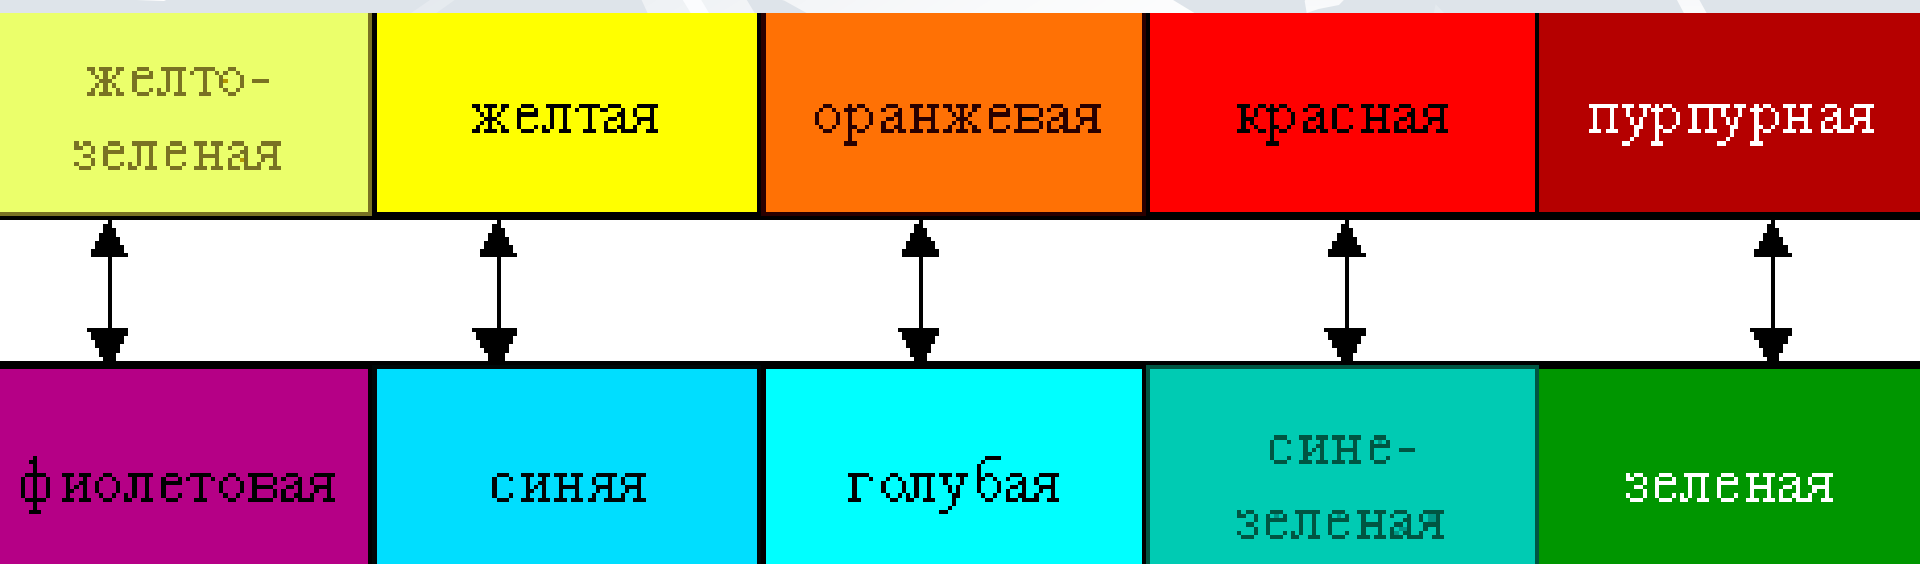 желто-
зеленая
желтая
оранжевая
красная
пурпурная
фиолетовая
синяя
голубая
сине-
зеленая
зеленая